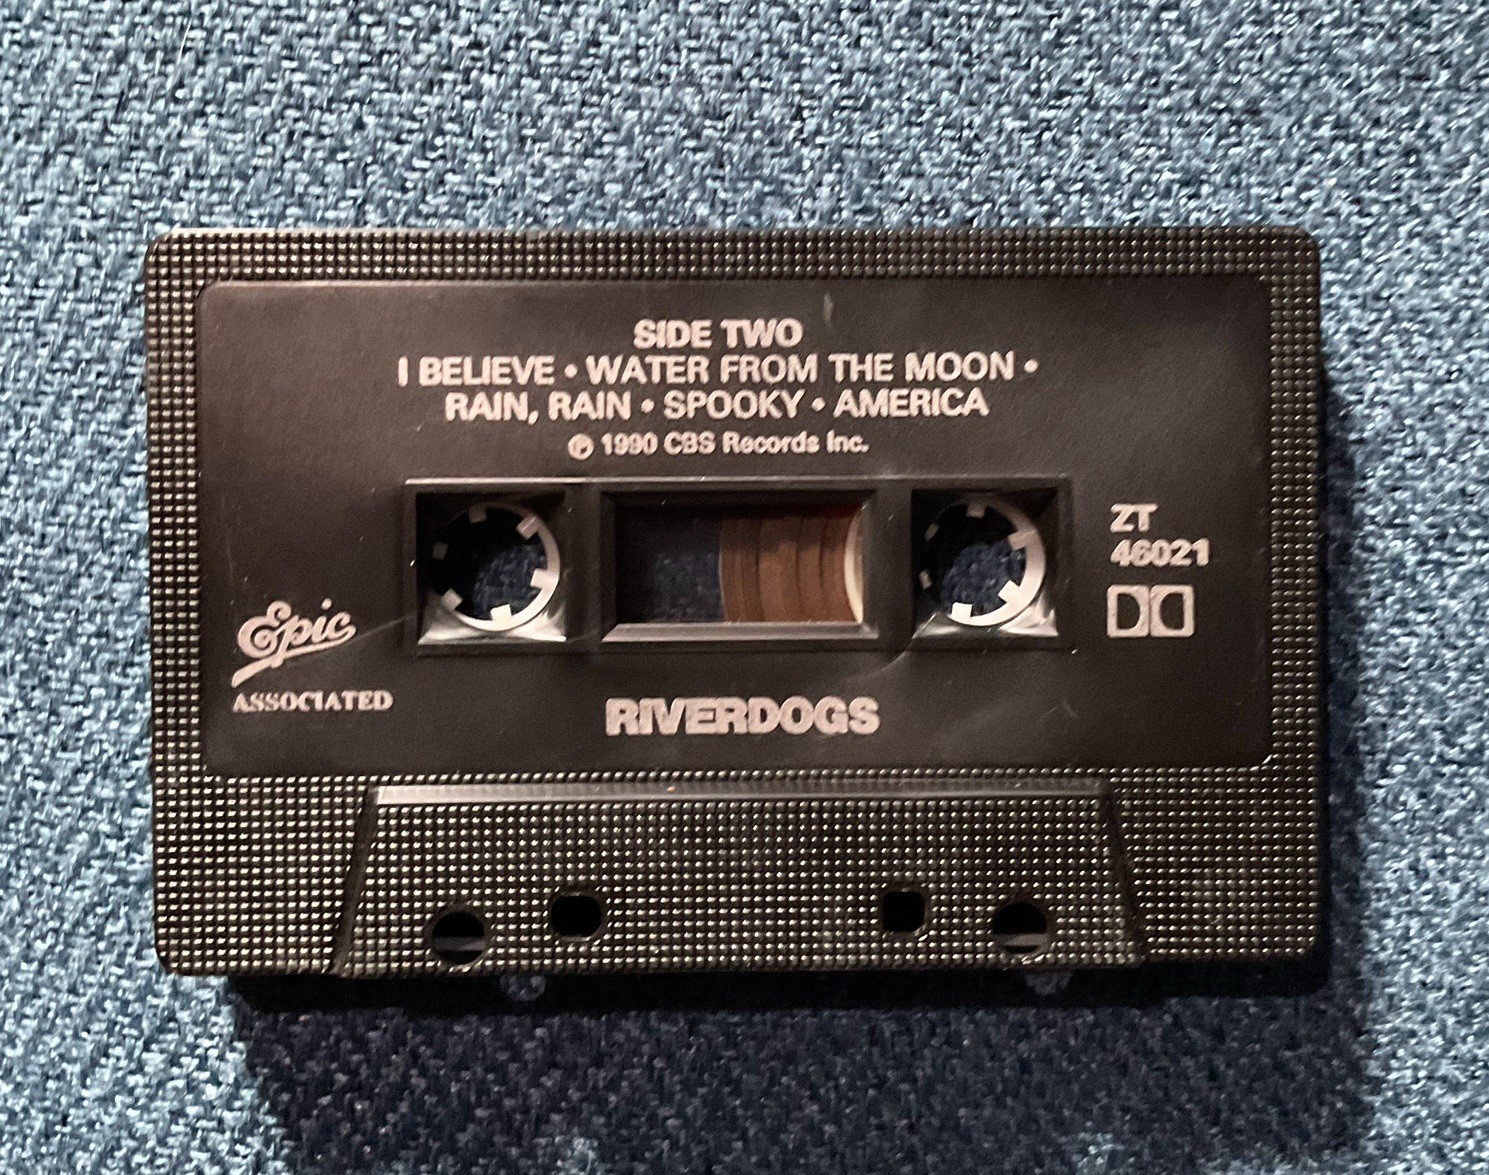 SIDE TWO
I BELIEVE • WATER FROM THE MOON •
RAIN, RAIN • SPOOKY • AMERICA
℗ 1990 CBS Records Inc.
ZT
46021
Epic
ASSOCIATED
RIVERDOGS